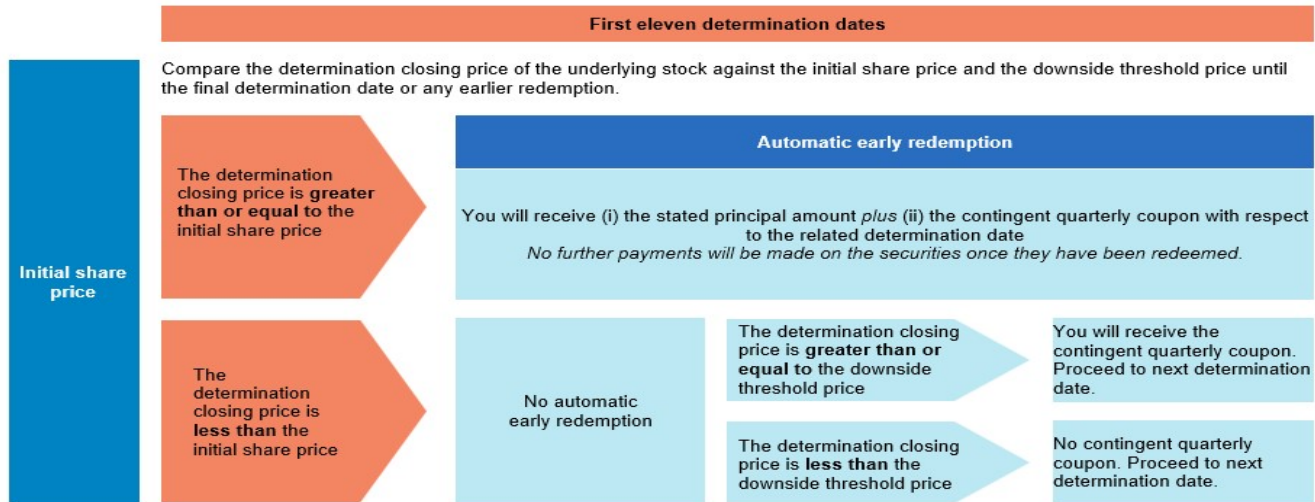 First eleven determination dates
Compare the determination closing price of the underlying stock against the initial share price and the downside threshold price until
the final determination date or any earlier redemption.
Initial share
price
The determination
closing price is greater
than or equal to the
initial share price
Automatic early redemption
You will receive (i) the stated principal amount plus (ii) the contingent quarterly coupon with respect
to the related determination date
No further payments will be made on the securities once they have been redeemed.
The
determination
closing price is
less than the
initial share price
No automatic
early redemption
The determination closing
price is greater than or
equal to the downside
threshold price
You will receive the
contingent quarterly coupon.
Proceed to next determination
date.
The determination closing
price is less than the
downside threshold price
No contingent quarterly
coupon. Proceed to next
determination date.